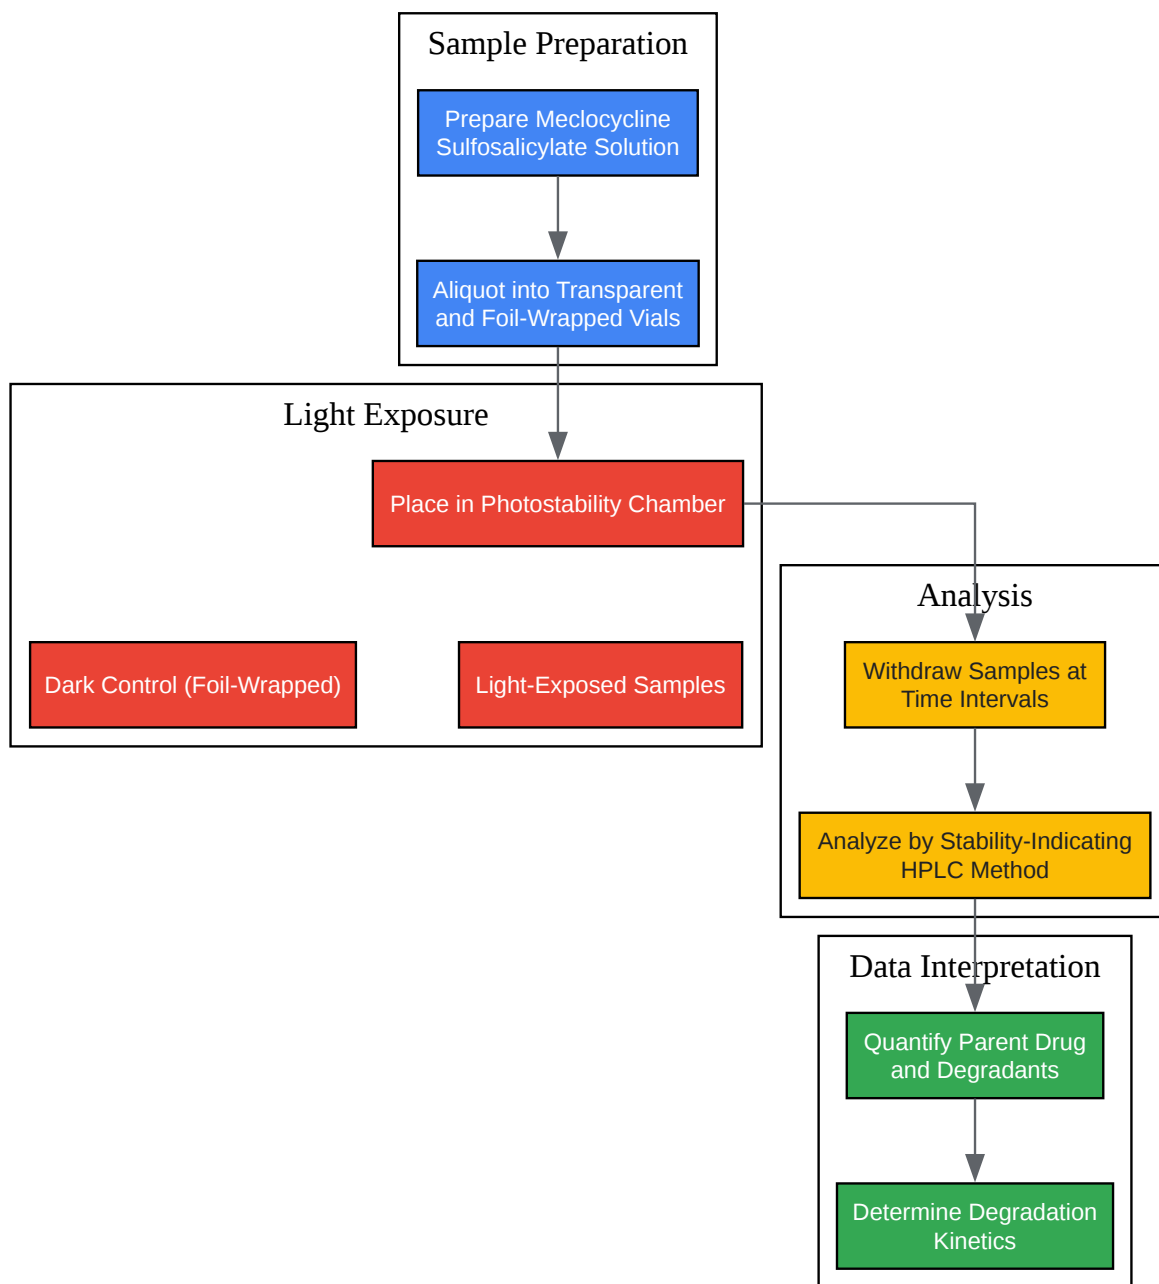 Sample Preparation
Prepare Meclocycline
Sulfosalicylate Solution
Aliquot into Transparent
and Foil-Wrapped Vials
Light Exposure
Place in Photostability Chamber
Dark Control (Foil-Wrapped)
Light-Exposed Samples
Analysis
Withdraw Samples at
Time Intervals
Analyze by Stability-Indicating
HPLC Method
Data Interpretation
Quantify Parent Drug
and Degradants
Determine Degradation
Kinetics